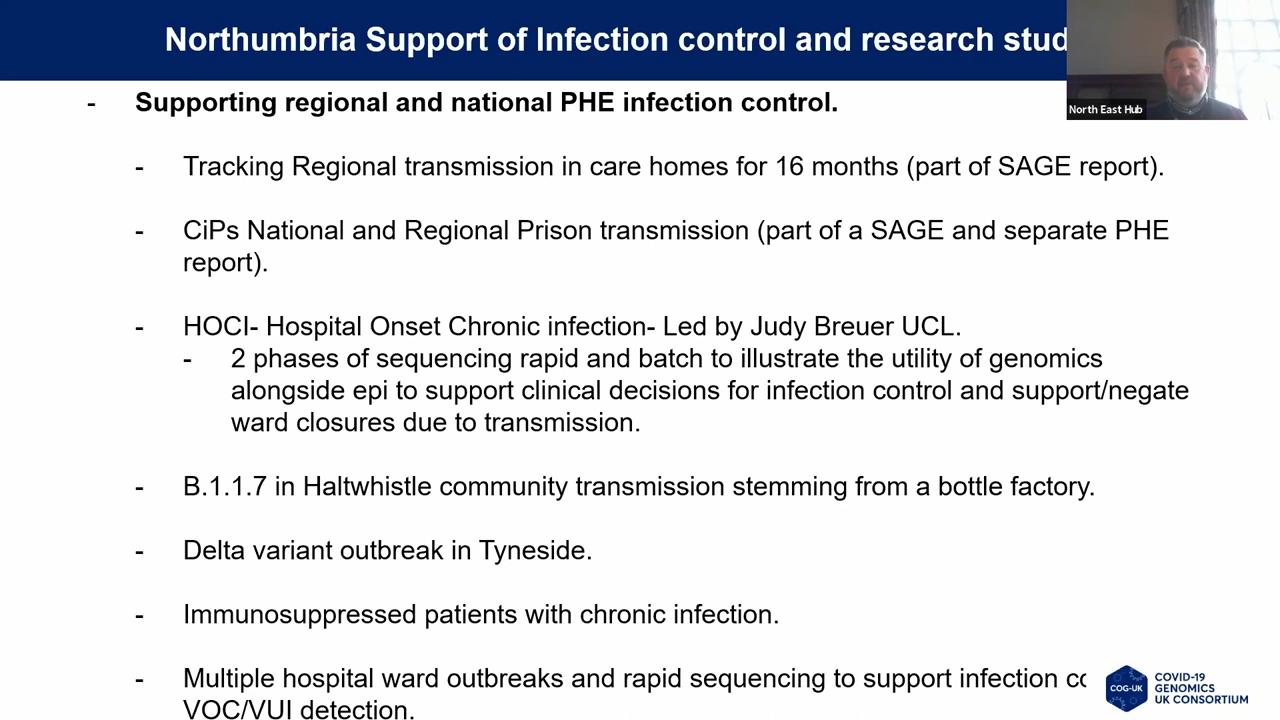 Northumbria Support of Infection control and research stud
North East Hub
- Supporting regional and national PHE infection control.
- Tracking Regional transmission in care homes for 16 months (part of SAGE report).
- CiPs National and Regional Prison transmission (part of a SAGE and separate PHE
report).
- HOCI- Hospital Onset Chronic infection- Led by Judy Breuer UCL.
- 2 phases of sequencing rapid and batch to illustrate the utility of genomics
alongside epi to support clinical decisions for infection control and support/negate
ward closures due to transmission.
- B.1.1.7 in Haltwhistle community transmission stemming from a bottle factory.
- Delta variant outbreak in Tyneside.
- Immunosuppressed patients with chronic infection.
- Multiple hospital ward outbreaks and rapid sequencing to support infection co
VOC/VUI detection.
COG-UK
COVID-19
GENOMICS
UK CONSORTIUM